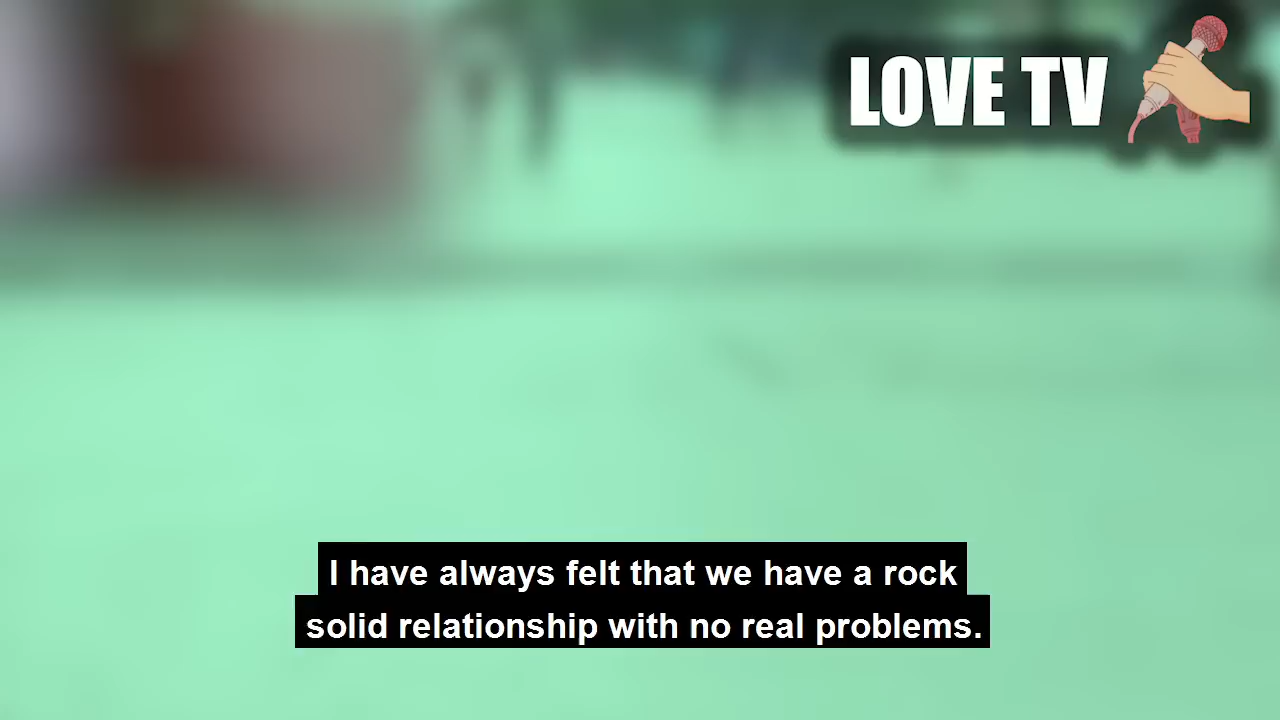 LOVE TV
I have always felt that we have a rock
solid relationship with no real problems.